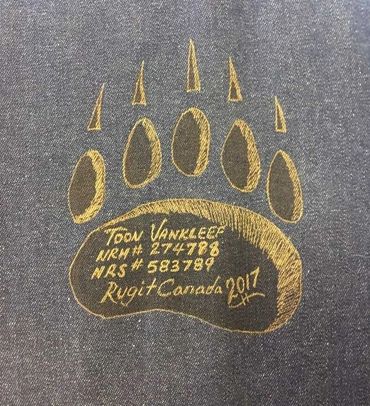 TOON VANKLEEF
NRH# 274788
NRS# 583789
Rugit Canada 2017